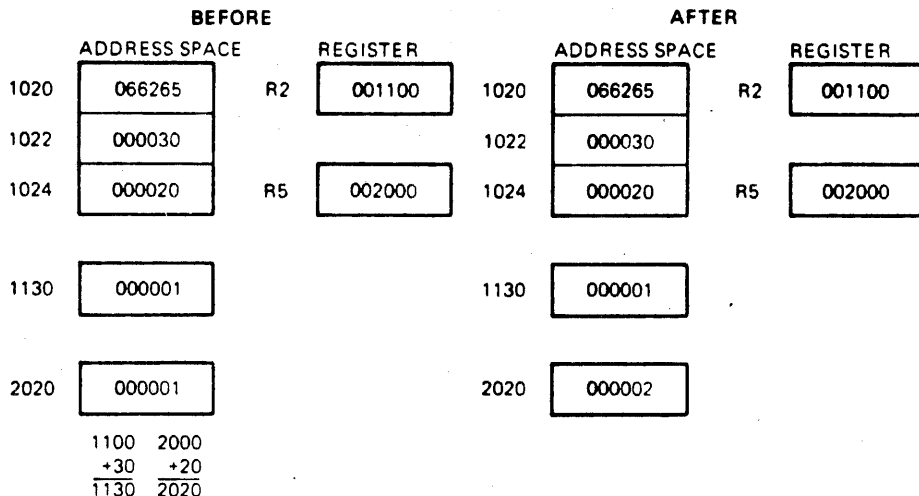 BEFORE AFTER
ADDRESS SPACE REGISTER ADDRESS SPACE REGISTER
1020 066265 R2 001100 1020 066265 R2 001100
1022 000030 1022 000030
1024 000020 R5 002000 1024 000020 R5 002000
1130 000001 1130 000001
2020 000001 2020 000002
1100 2000
+30 +20
1130 2020